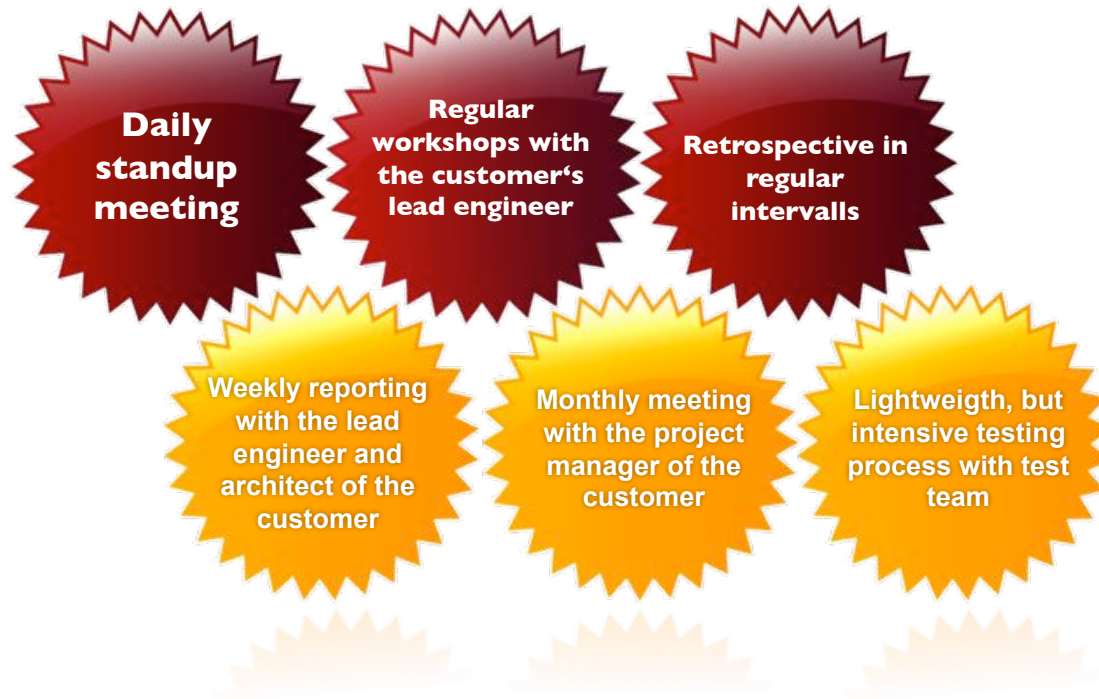 Daily
standup
meeting
Regular
workshops with
the customer‘s
lead engineer
Retrospective in
regular
intervalls
Weekly reporting
with the lead
engineer and
architect of the
customer
Monthly meeting
with the project
manager of the
customer
Lightweigth, but
intensive testing
process with test
team